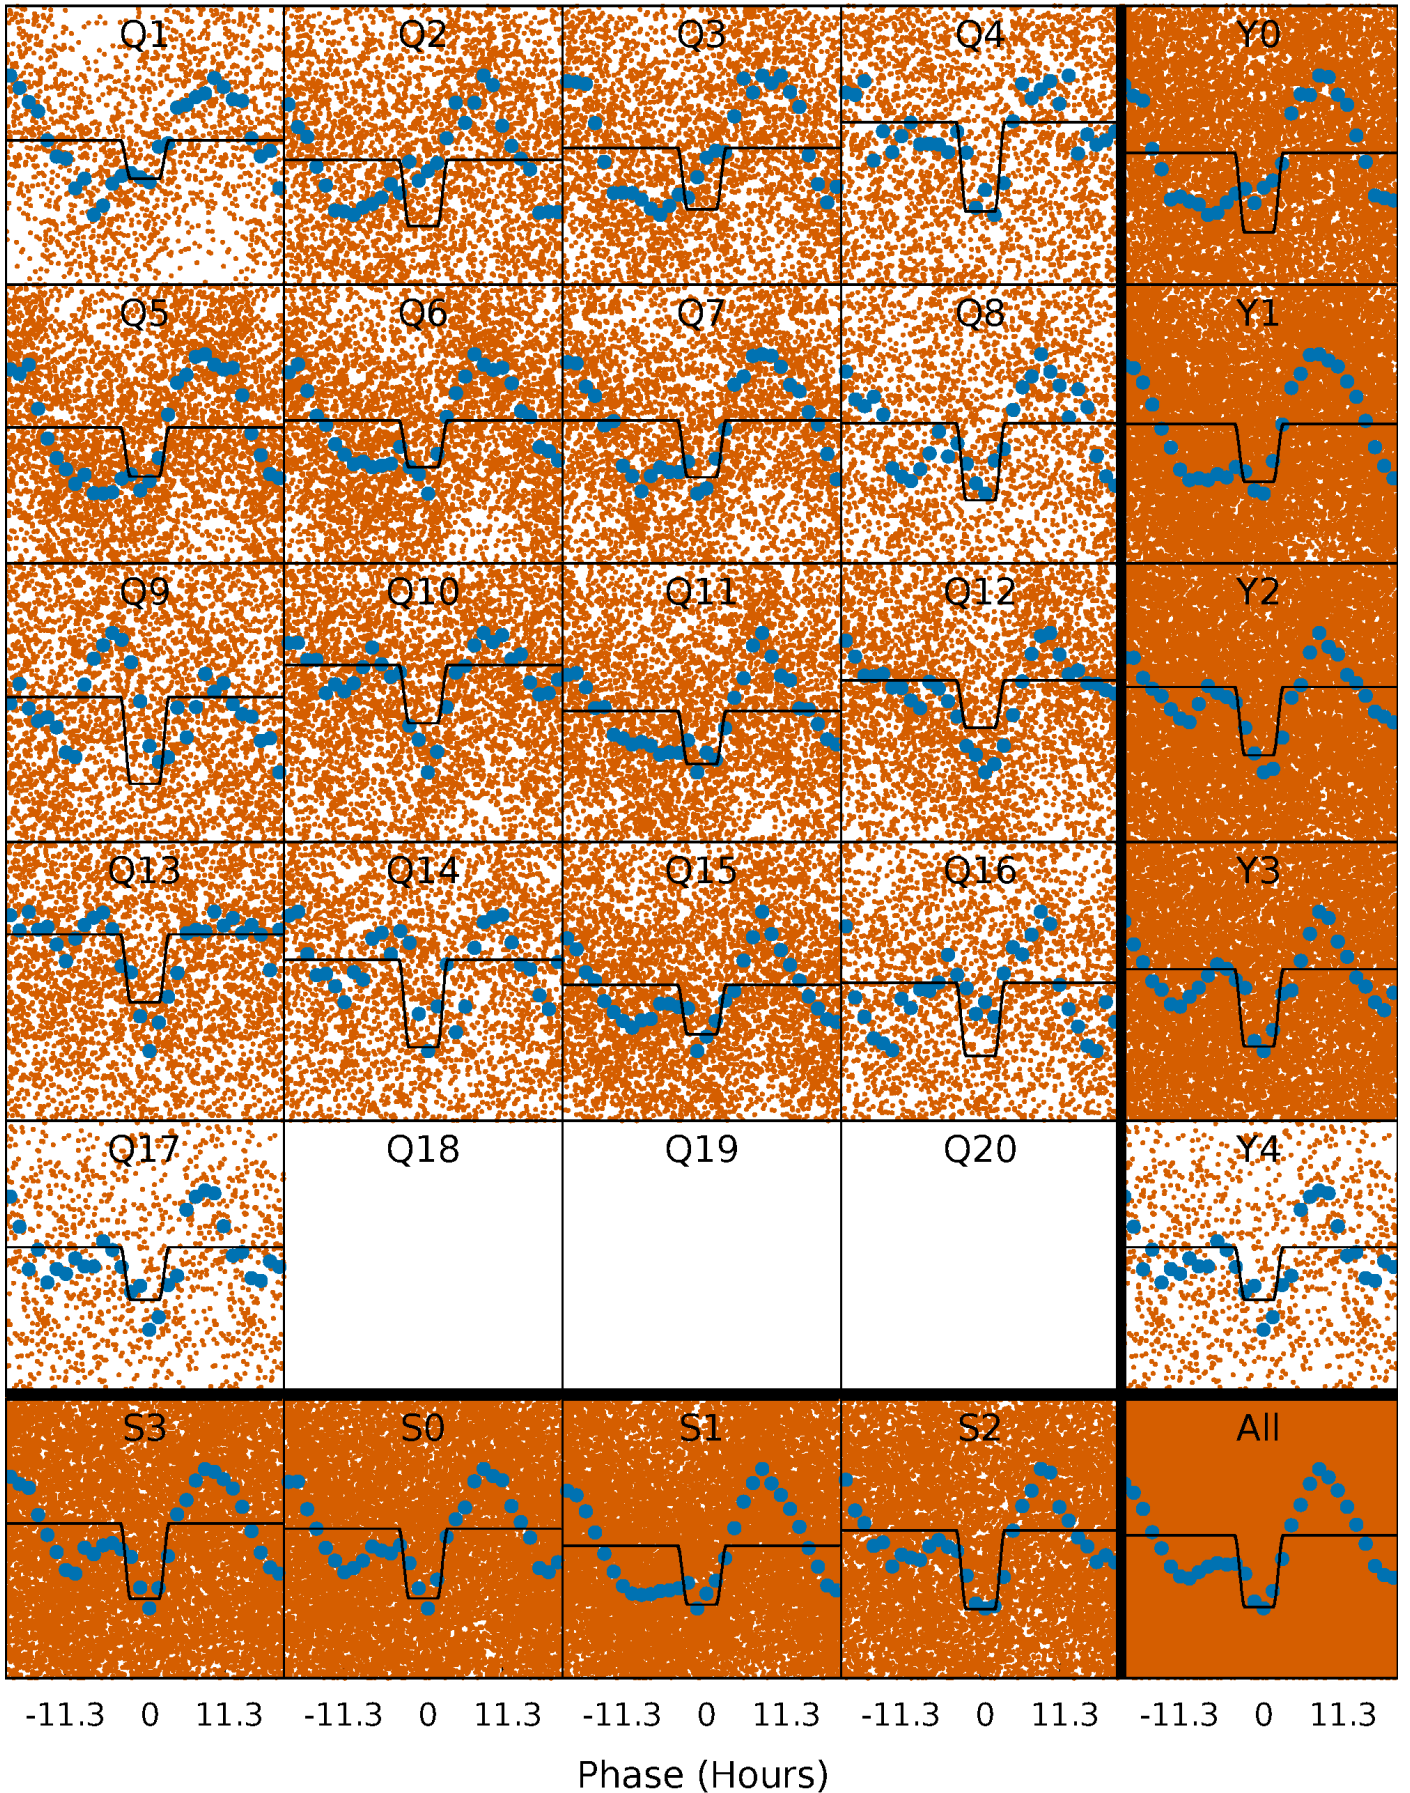 Q1 Q2 Q3 Q4 Y0
Q5 Q6 Q7 Q8 Y1
Q9 Q10 Q11 Q12 Y2
Q13 Q14 Q15 Q16 Y3
Q17 Q18 Q19 Q20 Y4
S3 S0 S1 S2 All
-11.3 0 11.3 -11.3 0 11.3 -11.3 0 11.3 -11.3 0 11.3 -11.3 0 11.3
Phase (Hours)